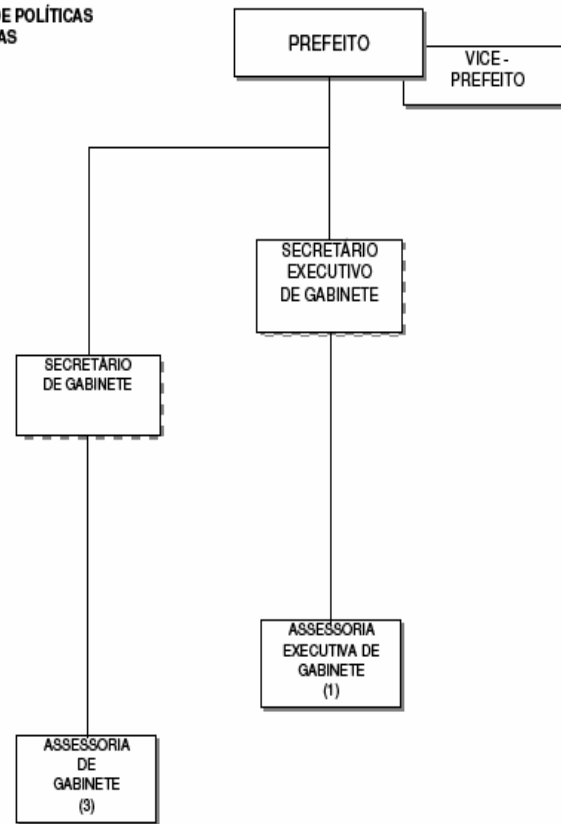 DE POLÍTICAS
AS
PREFEITO
VICE -
PREFEITO
SECRETÁRIO
EXECUTIVO
DE GABINETE
SECRETÁRIO
DE GABINETE
ASSESSORIA
EXECUTIVA DE
GABINETE
(1)
ASSESSORIA
DE
GABINETE
(3)